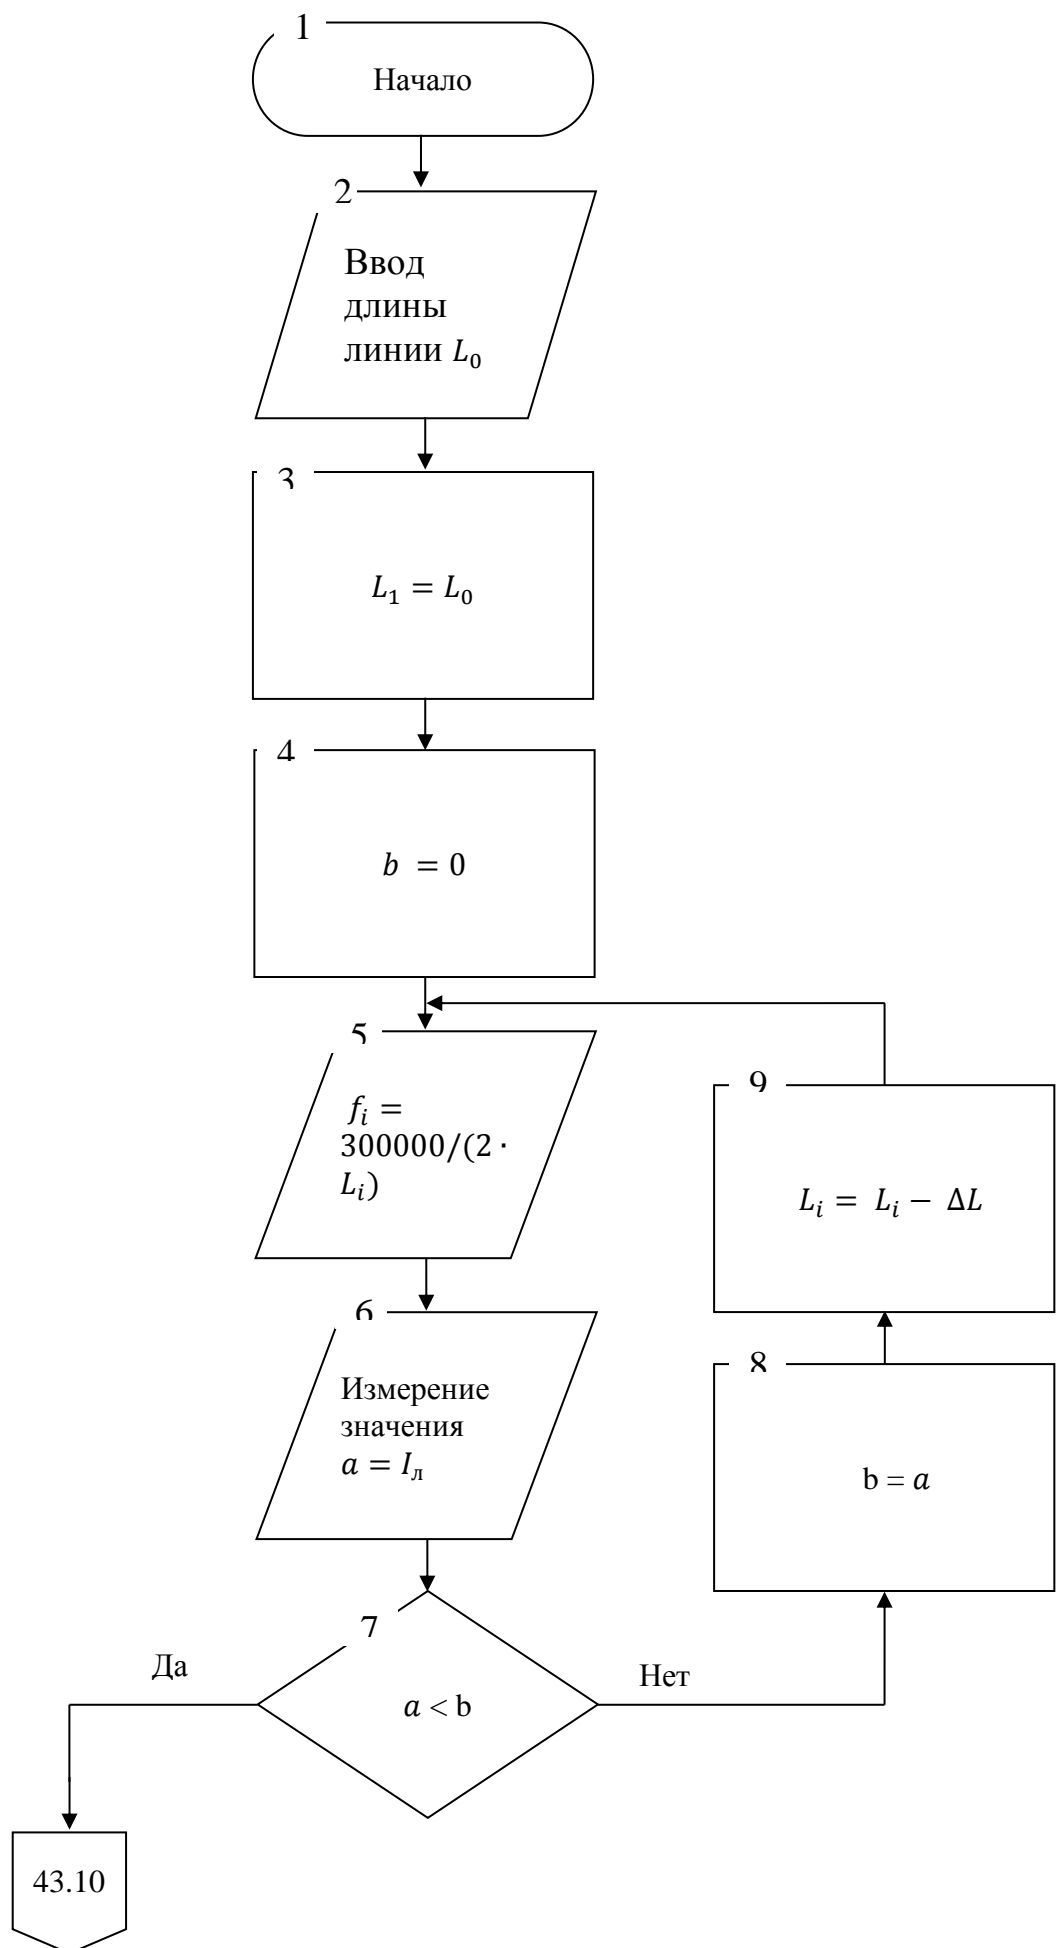 1
Начало
2
Ввод
длины
линии L₀
3
L₁ = L₀
4
b = 0
5
fᵢ =
300000/(2 ·
Lᵢ)
9
Lᵢ = Lᵢ − ΔL
6
Измерение
значения
a = Iл
8
b = a
7
Да
Нет
a < b
43.10